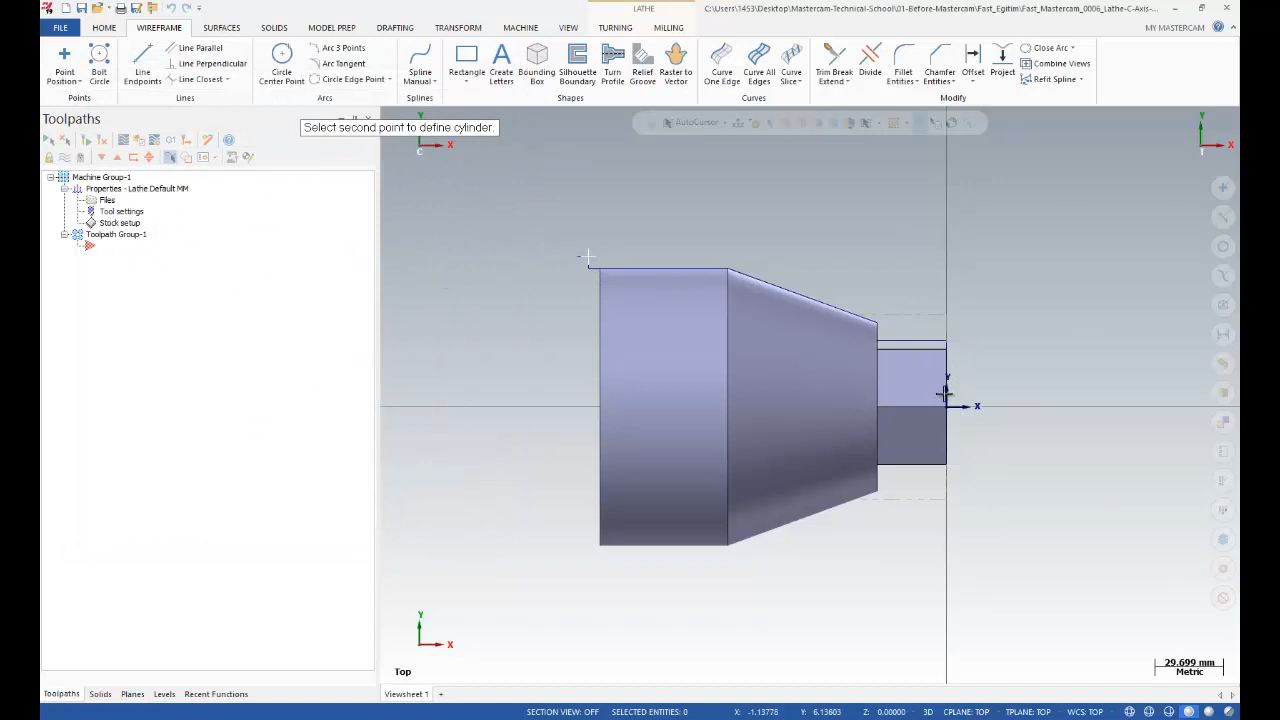 LATHE
C:\Users\1453\Desktop\Mastercam-Technical-School\01-Before-Mastercam\Fast_Egitim\Fast_Mastercam_0006_Lathe-C-Axis-...
FILE HOME WIREFRAME SURFACES SOLIDS MODEL PREP DRAFTING TRANSFORM MACHINE VIEW TURNING MILLING MY MASTERCAM
Point Position
Bolt Circle
Line Endpoints
Line Parallel
Line Perpendicular
Line Closest
Circle Center Point
Arc 3 Points
Arc Tangent
Circle Edge Point
Spline Manual
Rectangle
Create Letters
Bounding Box
Silhouette Boundary
Turn Profile
Relief Groove
Raster to Vector
Curve One Edge
Curve All Edges
Curve Slice
Trim Break Extend
Divide
Fillet Entities
Chamfer Entities
Offset
Project
Close Arc
Combine Views
Refit Spline
Points Lines Arcs Splines Shapes Curves Modify
Toolpaths
Select second point to define cylinder.
AutoCursor
G1
Machine Group-1
Properties - Lathe Default MM
Files
Tool settings
Stock setup
Toolpath Group-1
Y
X
C
Y
X
T
Y
X
Y
X
Top
29.699 mm
Metric
Toolpaths Solids Planes Levels Recent Functions
Viewsheet 1 +
SECTION VIEW: OFF SELECTED ENTITIES: 0 X: -1.13778 Y: 6.13603 Z: 0.00000 3D CPLANE: TOP TPLANE: TOP WCS: TOP